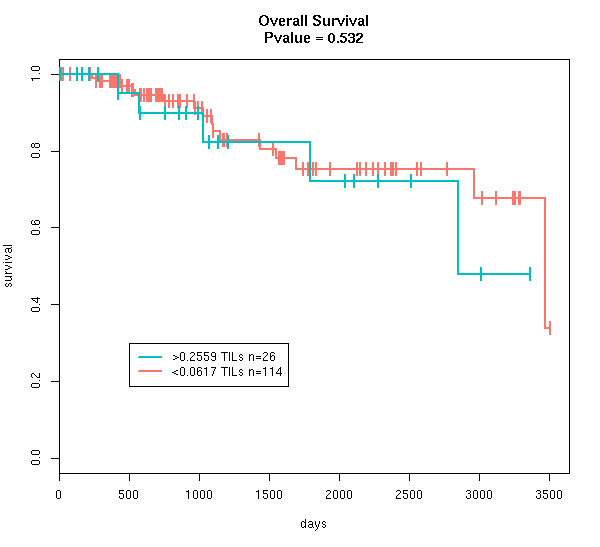 Overall Survival
Pvalue = 0.532
survival
1.0
0.8
0.6
0.4
0.2
0.0
>0.2559 TILs n=26
<0.0617 TILs n=114
0 500 1000 1500 2000 2500 3000 3500
days